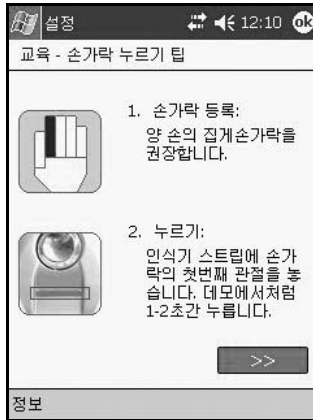 설정 12:10 ok
교육 - 손가락 누르기 팁
1. 손가락 등록:
양 손의 집게손가락을
권장합니다.
2. 누르기:
인식기 스트립에 손가
락의 첫번째 관절을 놓
습니다. 데모에서처럼
1-2초간 누릅니다.
>>
정보